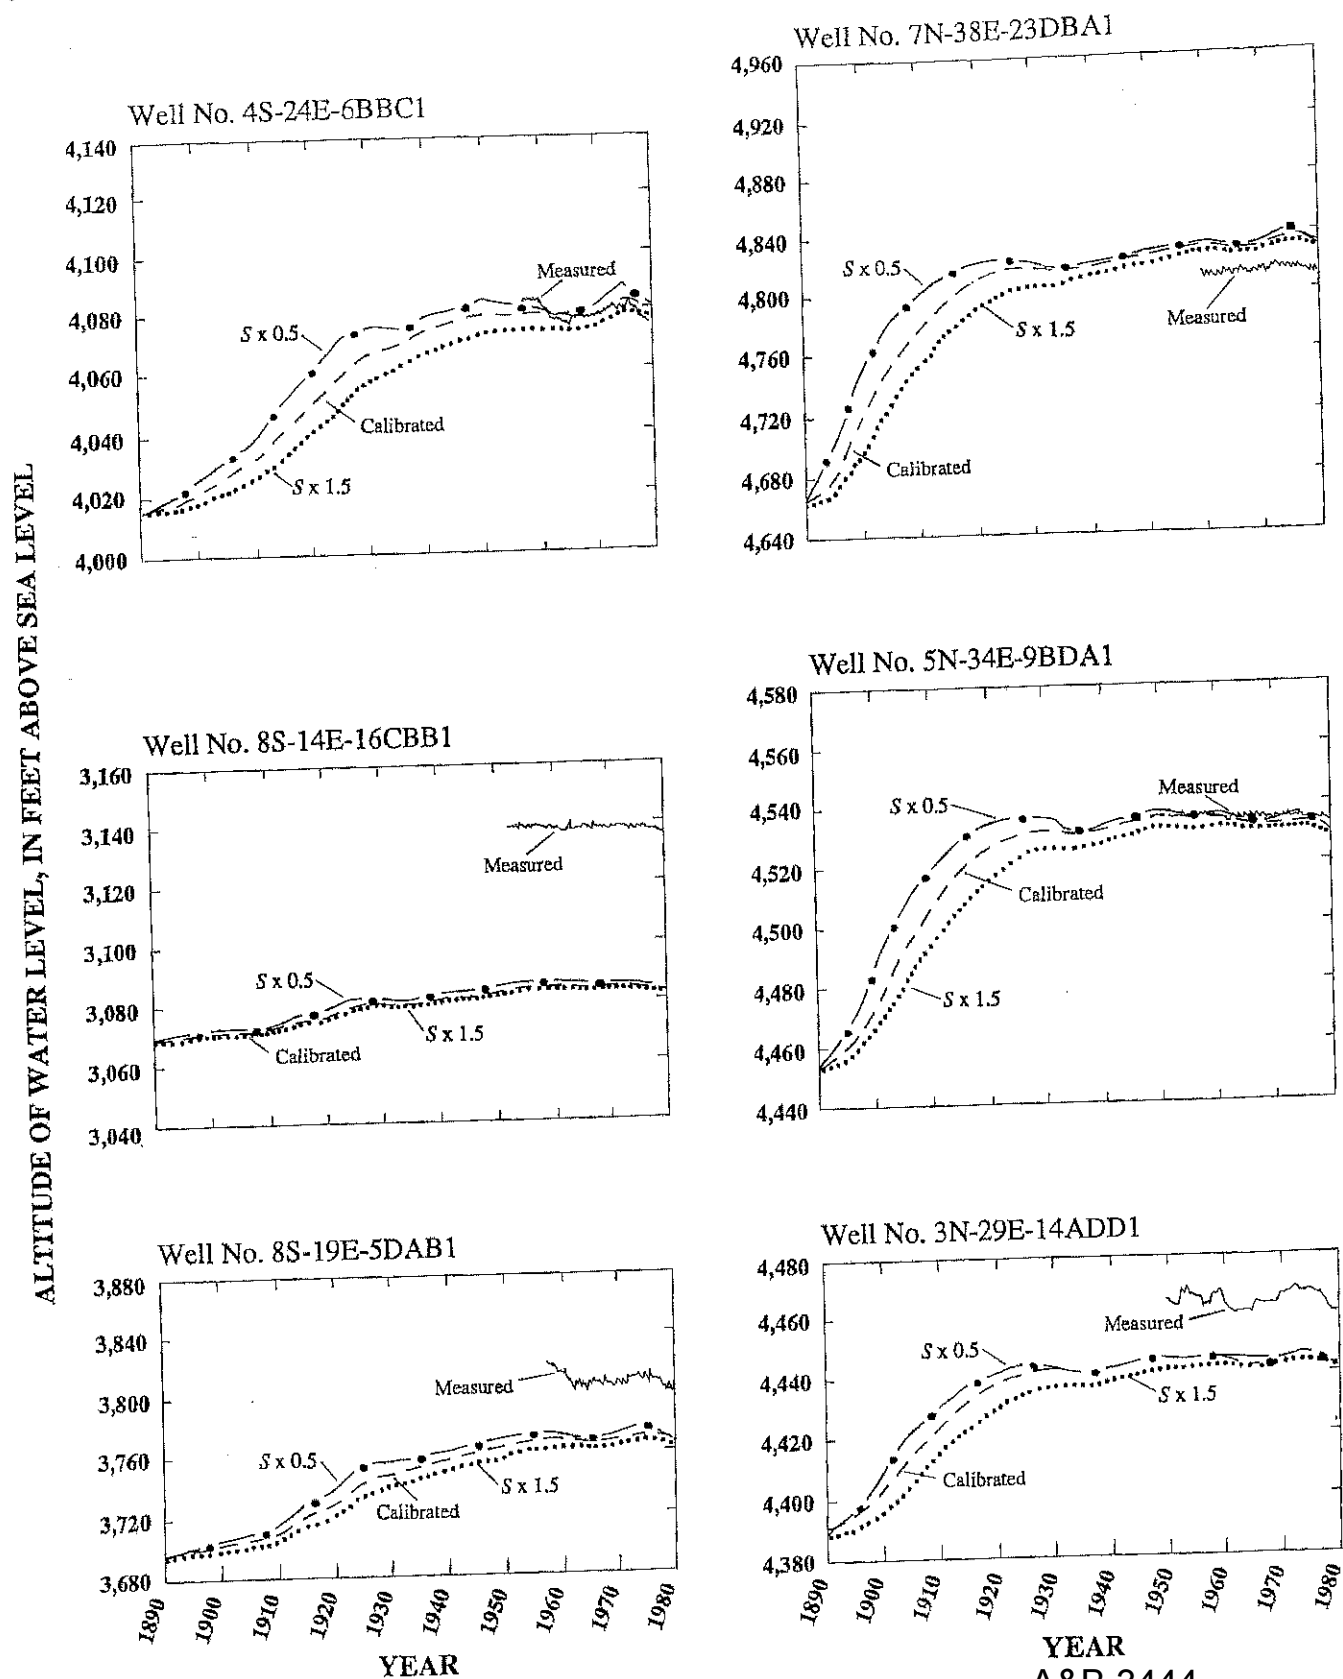 ALTITUDE OF WATER LEVEL, IN FEET ABOVE SEA LEVEL
Well No. 4S-24E-6BBC1
4,140
4,120
4,100
4,080
4,060
4,040
4,020
4,000
Measured
S x 0.5
Calibrated
S x 1.5
Well No. 7N-38E-23DBA1
4,960
4,920
4,880
4,840
4,800
4,760
4,720
4,680
4,640
S x 0.5
Measured
S x 1.5
Calibrated
Well No. 8S-14E-16CBB1
3,160
3,140
3,120
3,100
3,080
3,060
3,040
Measured
S x 0.5
S x 1.5
Calibrated
Well No. 5N-34E-9BDA1
4,580
4,560
4,540
4,520
4,500
4,480
4,460
4,440
Measured
S x 0.5
Calibrated
S x 1.5
Well No. 8S-19E-5DAB1
3,880
3,840
3,800
3,760
3,720
3,680
Measured
S x 0.5
S x 1.5
Calibrated
1890 1900 1910 1920 1930 1940 1950 1960 1970 1980
YEAR
Well No. 3N-29E-14ADD1
4,480
4,460
4,440
4,420
4,400
4,380
Measured
S x 0.5
S x 1.5
Calibrated
1890 1900 1910 1920 1930 1940 1950 1960 1970 1980
YEAR
A&B 2444